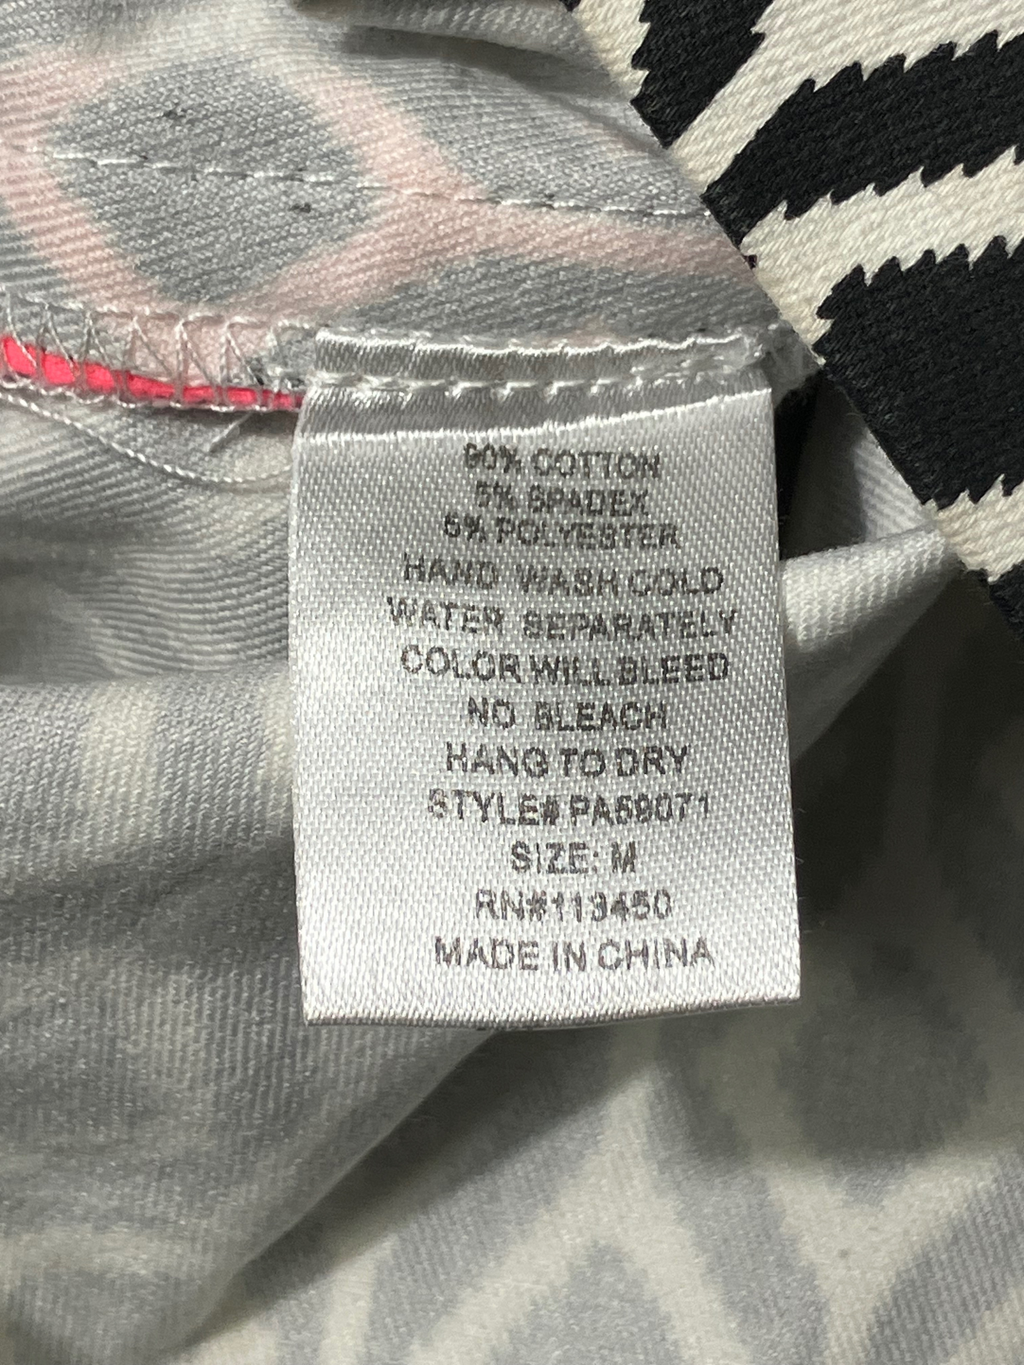 90% COTTON
5% SPADEX
5% POLYESTER
HAND WASH COLD
WATER SEPARATELY
COLOR WILL BLEED
NO BLEACH
HANG TO DRY
STYLE# PA59071
SIZE: M
RN#113450
MADE IN CHINA